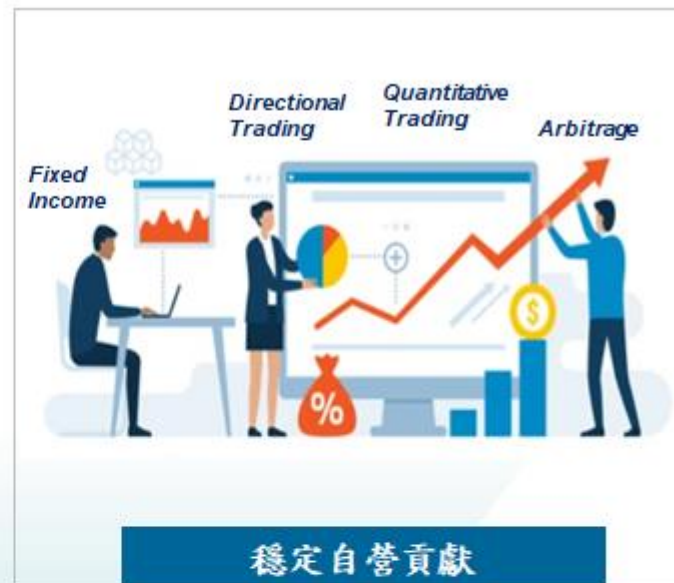 Directional
Trading
Quantitative
Trading
Arbitrage
Fixed
Income
$
%
穩定自營貢獻